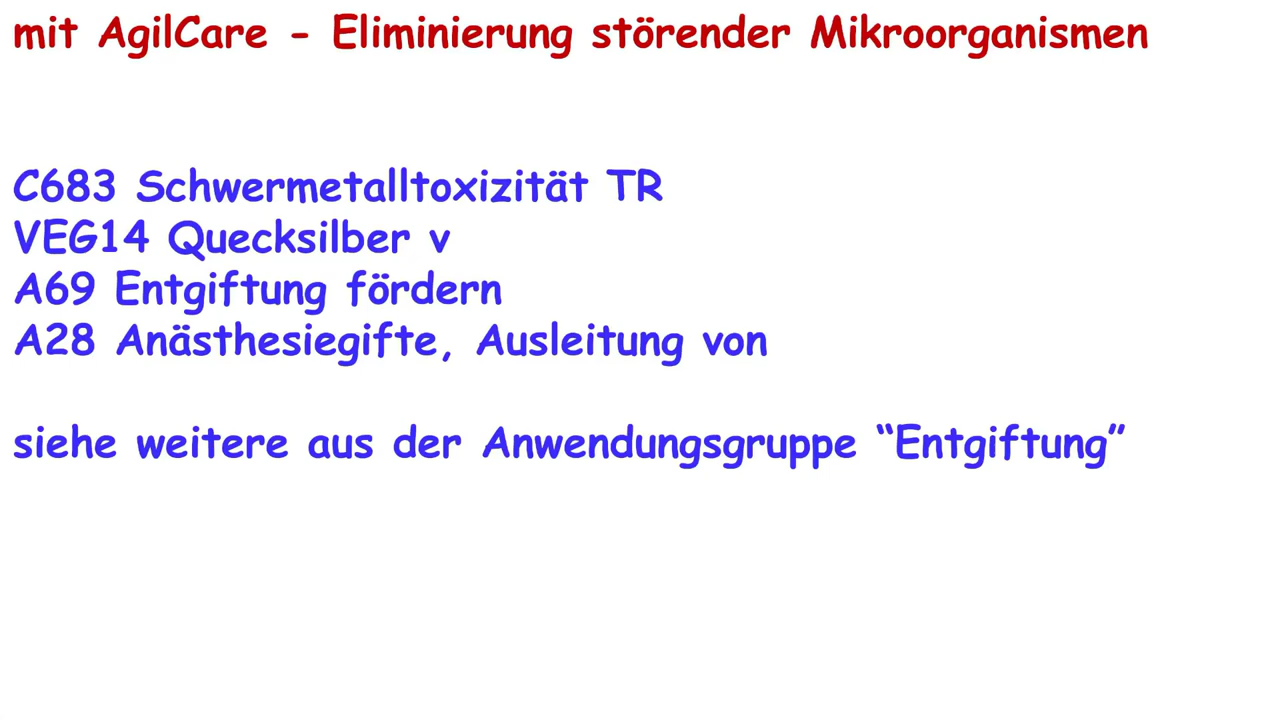 mit AgilCare - Eliminierung störender Mikroorganismen
C683 Schwermetalltoxizität TR
VEG14 Quecksilber v
A69 Entgiftung fördern
A28 Anästhesiegifte, Ausleitung von
siehe weitere aus der Anwendungsgruppe “Entgiftung”